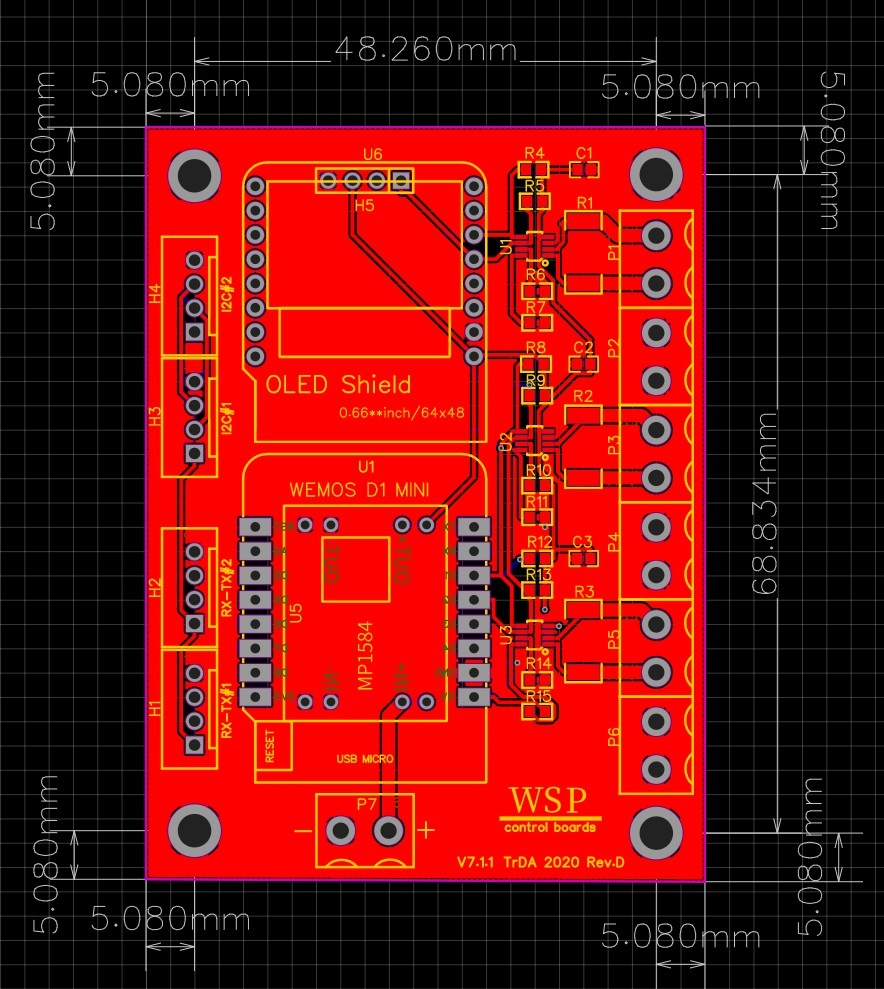 48.260mm
5.080mm
5.080mm
5.080mm
5.080mm
U6
H5
R4
C1
R5
R1
U1
P1
R6
R7
H4
I2C#2
P2
R8
C2
R9
OLED Shield
0.66**inch/64x48
R2
H3
I2C#1
U2
P3
U1
WEMOS D1 MINI
R10
R11
68.834mm
P4
R12
C3
R13
H2
RX-TX#2
U5
MP1584
R3
U3
P5
R14
R15
H1
RX-TX#1
RESET
USB MICRO
P6
P7
- +
WSP
control boards
V7.1.1 TrDA 2020 Rev.D
5.080mm
5.080mm
5.080mm
5.080mm